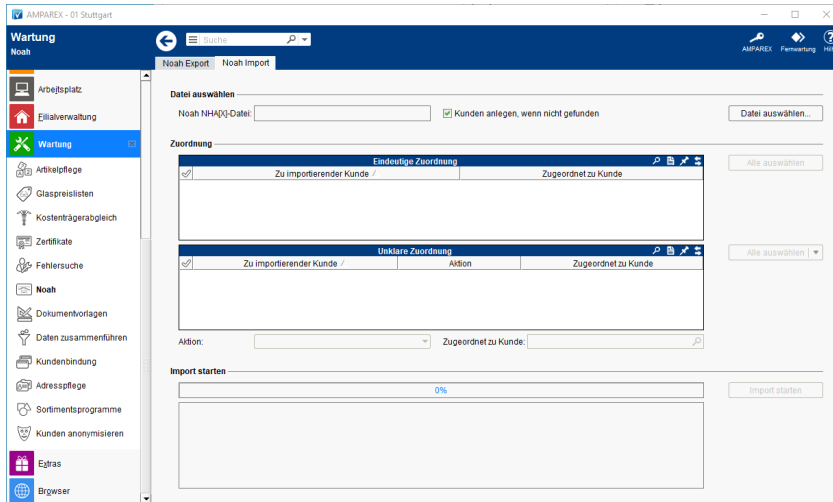 AMPAREX - 01 Stuttgart
Wartung
Noah
Suche
AMPAREX
Fernwartung
Noah Export
Noah Import
Arbeitsplatz
Filialverwaltung
Wartung
Artikelpflege
Glaspreislisten
Kostenträgerabgleich
Zertifikate
Fehlersuche
Noah
Dokumentvorlagen
Daten zusammenführen
Kundenbindung
Adresspflege
Sortimentsprogramme
Kunden anonymisieren
Extras
Browser
Datei auswählen
Noah NHA[X]-Datei:
Kunden anlegen, wenn nicht gefunden
Datei auswählen...
Zuordnung
Eindeutige Zuordnung
Zu importierender Kunde
Zugeordnet zu Kunde
Alle auswählen
Unklare Zuordnung
Zu importierender Kunde
Aktion
Zugeordnet zu Kunde
Alle auswählen
Aktion:
Zugeordnet zu Kunde:
Import starten
0%
Import starten